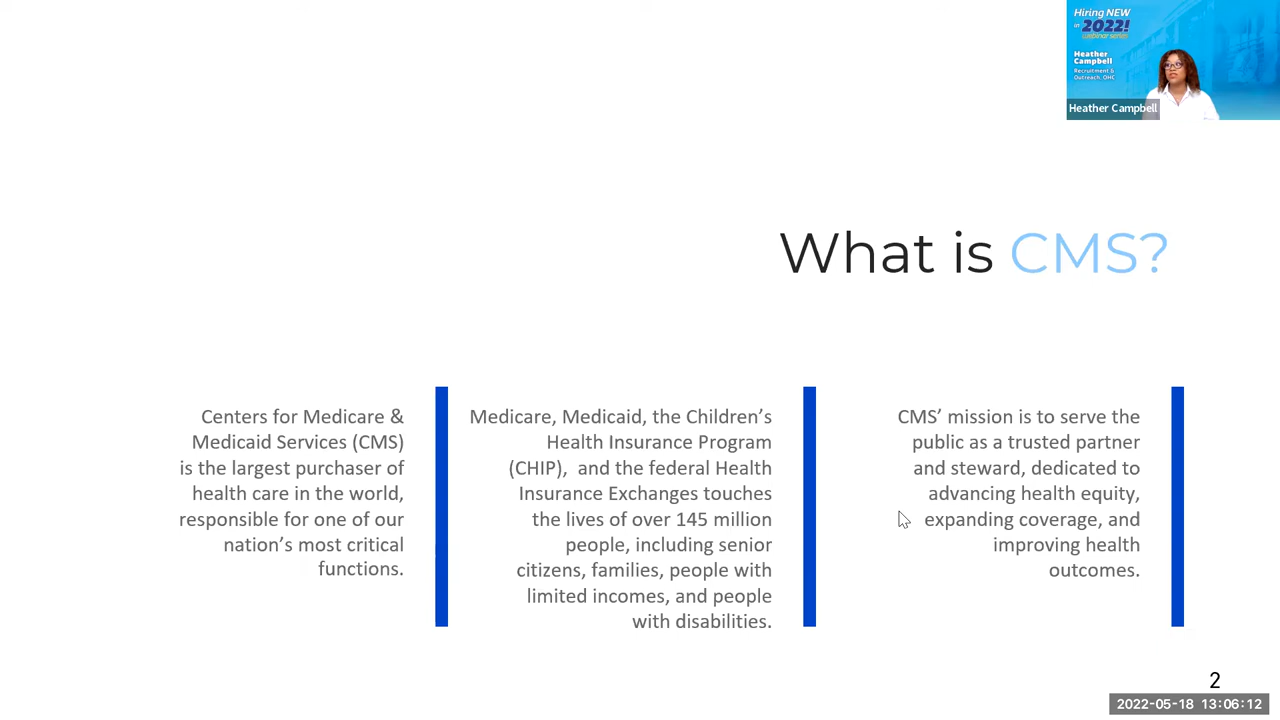 Hiring NEW
in 2022!
webinar series
Heather
Campbell
Recruitment &
Outreach, OHC
Heather Campbell
What is CMS?
Centers for Medicare &
Medicaid Services (CMS)
is the largest purchaser of
health care in the world,
responsible for one of our
nation’s most critical
functions.
Medicare, Medicaid, the Children’s
Health Insurance Program
(CHIP),  and the federal Health
Insurance Exchanges touches
the lives of over 145 million
people, including senior
citizens, families, people with
limited incomes, and people
with disabilities.
CMS’ mission is to serve the
public as a trusted partner
and steward, dedicated to
advancing health equity,
expanding coverage, and
improving health
outcomes.
2
2022-05-18 13:06:12